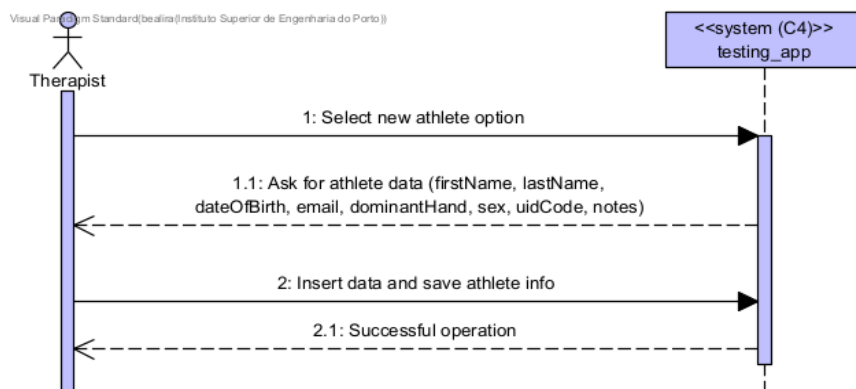 Visual Paradigm Standard(bealira(Instituto Superior de Engenharia do Porto))
<<system (C4)>>
testing_app
Therapist
1: Select new athlete option
1.1: Ask for athlete data (firstName, lastName,
dateOfBirth, email, dominantHand, sex, uidCode, notes)
2: Insert data and save athlete info
2.1: Successful operation